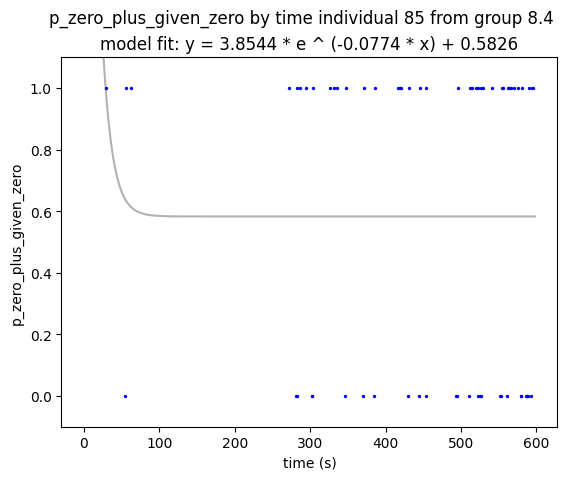 p_zero_plus_given_zero by time individual 85 from group 8.4
model fit: y = 3.8544 * e ^ (-0.0774 * x) + 0.5826
p_zero_plus_given_zero
1.0
0.8
0.6
0.4
0.2
0.0
0 100 200 300 400 500 600
time (s)